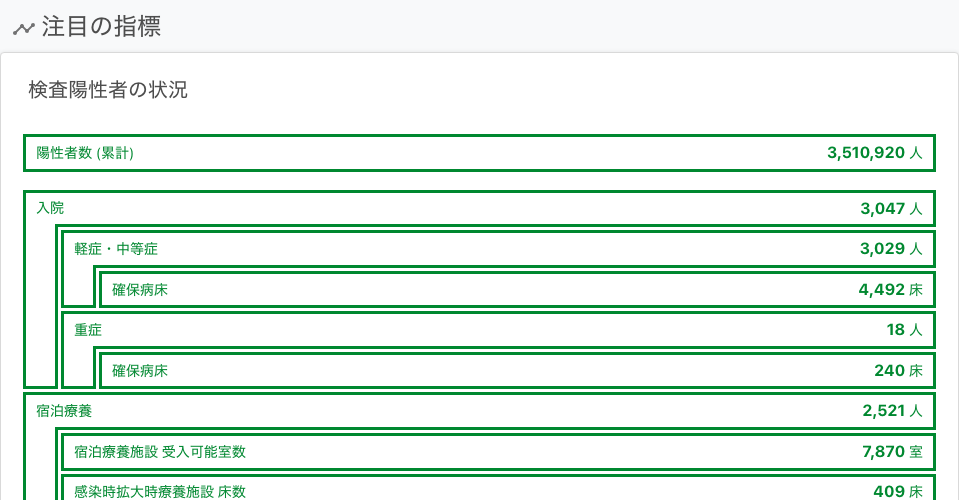 注目の指標
検査陽性者の状況
陽性者数 (累計) 3,510,920 人
入院 3,047 人
軽症・中等症 3,029 人
確保病床 4,492 床
重症 18 人
確保病床 240 床
宿泊療養 2,521 人
宿泊療養施設 受入可能室数 7,870 室
感染時拡大時療養施設 床数 409 床